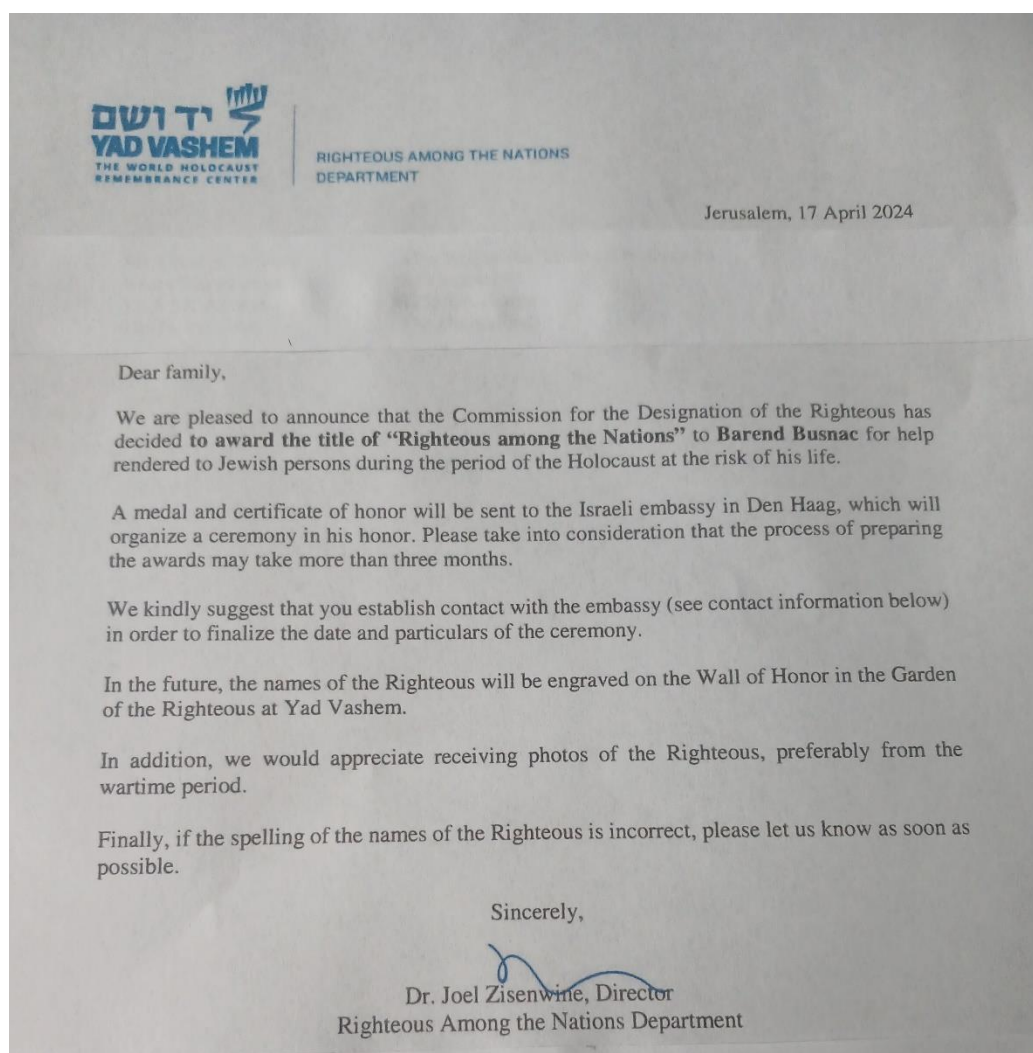 יד ושם
YAD VASHEM
THE WORLD HOLOCAUST
REMEMBRANCE CENTER
RIGHTEOUS AMONG THE NATIONS
DEPARTMENT
Jerusalem, 17 April 2024
Dear family,
We are pleased to announce that the Commission for the Designation of the Righteous has
decided to award the title of “Righteous among the Nations” to Barend Busnac for help
rendered to Jewish persons during the period of the Holocaust at the risk of his life.
A medal and certificate of honor will be sent to the Israeli embassy in Den Haag, which will
organize a ceremony in his honor. Please take into consideration that the process of preparing
the awards may take more than three months.
We kindly suggest that you establish contact with the embassy (see contact information below)
in order to finalize the date and particulars of the ceremony.
In the future, the names of the Righteous will be engraved on the Wall of Honor in the Garden
of the Righteous at Yad Vashem.
In addition, we would appreciate receiving photos of the Righteous, preferably from the
wartime period.
Finally, if the spelling of the names of the Righteous is incorrect, please let us know as soon as
possible.
Sincerely,
Dr. Joel Zisenwine, Director
Righteous Among the Nations Department